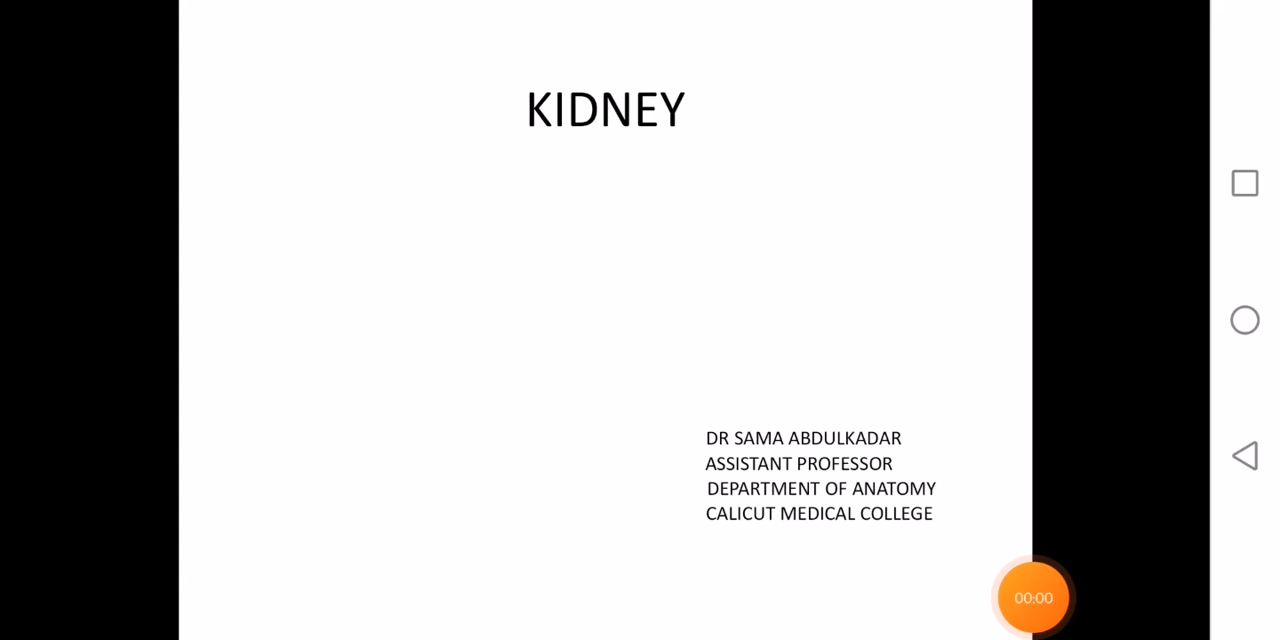 KIDNEY
DR SAMA ABDULKADAR
ASSISTANT PROFESSOR
DEPARTMENT OF ANATOMY
CALICUT MEDICAL COLLEGE
00:00